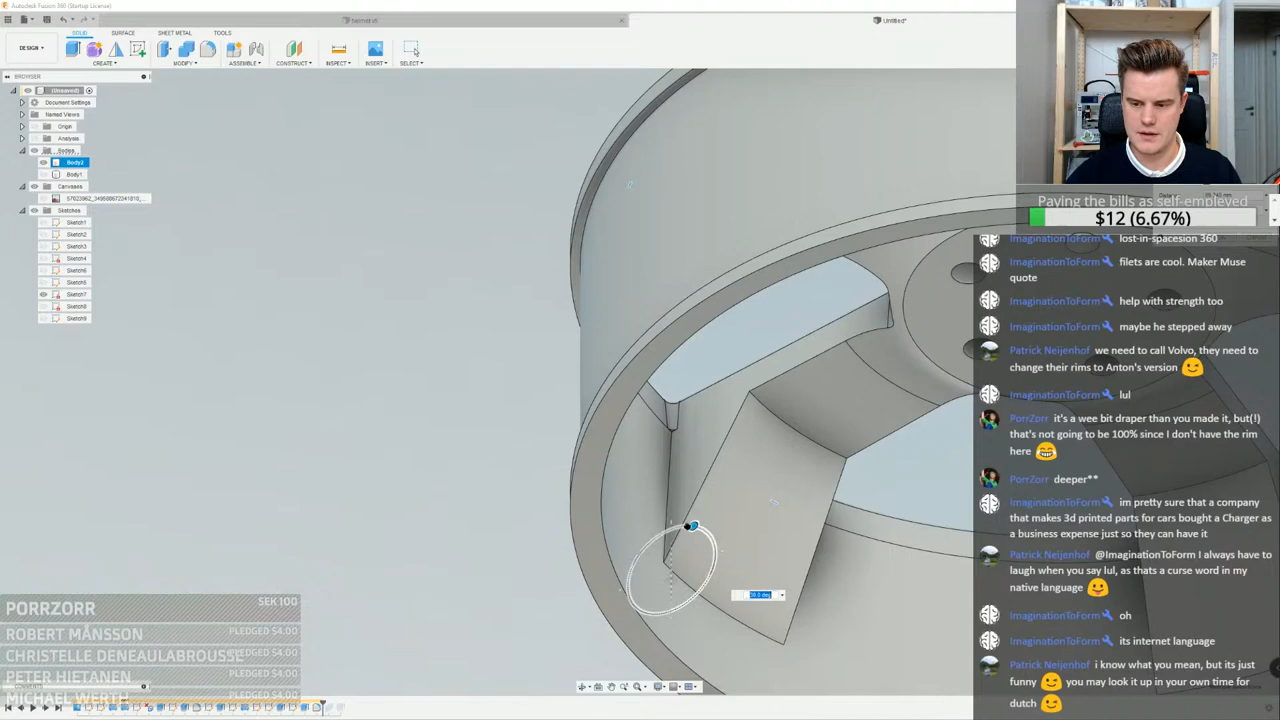 Autodesk Fusion 360 (Startup License)
Untitled*
SOLID SURFACE SHEET METAL TOOLS
DESIGN
CREATE MODIFY ASSEMBLE CONSTRUCT INSPECT INSERT SELECT
BROWSER
(Unsaved)
Document Settings
Named Views
Origin
Analysis
Bodies
Body2
Body1
Canvases
Sketches
Sketch1
Sketch2
Sketch3
Sketch4
Sketch6
Sketch5
Sketch7
Sketch8
Sketch9
Paying the bills as self-employed
$12 (6.67%)
ImaginationToForm lost-in-spacesion 360
ImaginationToForm filets are cool. Maker Muse
quote
ImaginationToForm help with strength too
ImaginationToForm maybe he stepped away
Patrick Neijenhof we need to call Volvo, they need to
change their rims to Anton's version 😉
ImaginationToForm lul
PorrZorr it's a wee bit draper than you made it, but(!)
that's not going to be 100% since I don't have the rim
here 😂
PorrZorr deeper**
ImaginationToForm im pretty sure that a company
that makes 3d printed parts for cars bought a Charger as
a business expense just so they can have it
Patrick Neijenhof @ImaginationToForm I always have to
laugh when you say lul, as thats a curse word in my
native language 😛
ImaginationToForm oh
ImaginationToForm its internet language
Patrick Neijenhof i know what you mean, but its just
funny 😉 you may look it up in your own time for
dutch 😉
PORRZORR SEK100
ROBERT MÅNSSON PLEDGED $4.00
CHRISTELLE DENEAULABROUSSE PLEDGED $4.00
PETER HIETANEN PLEDGED $4.00
MICHAEL WERTH PLEDGED $4.00